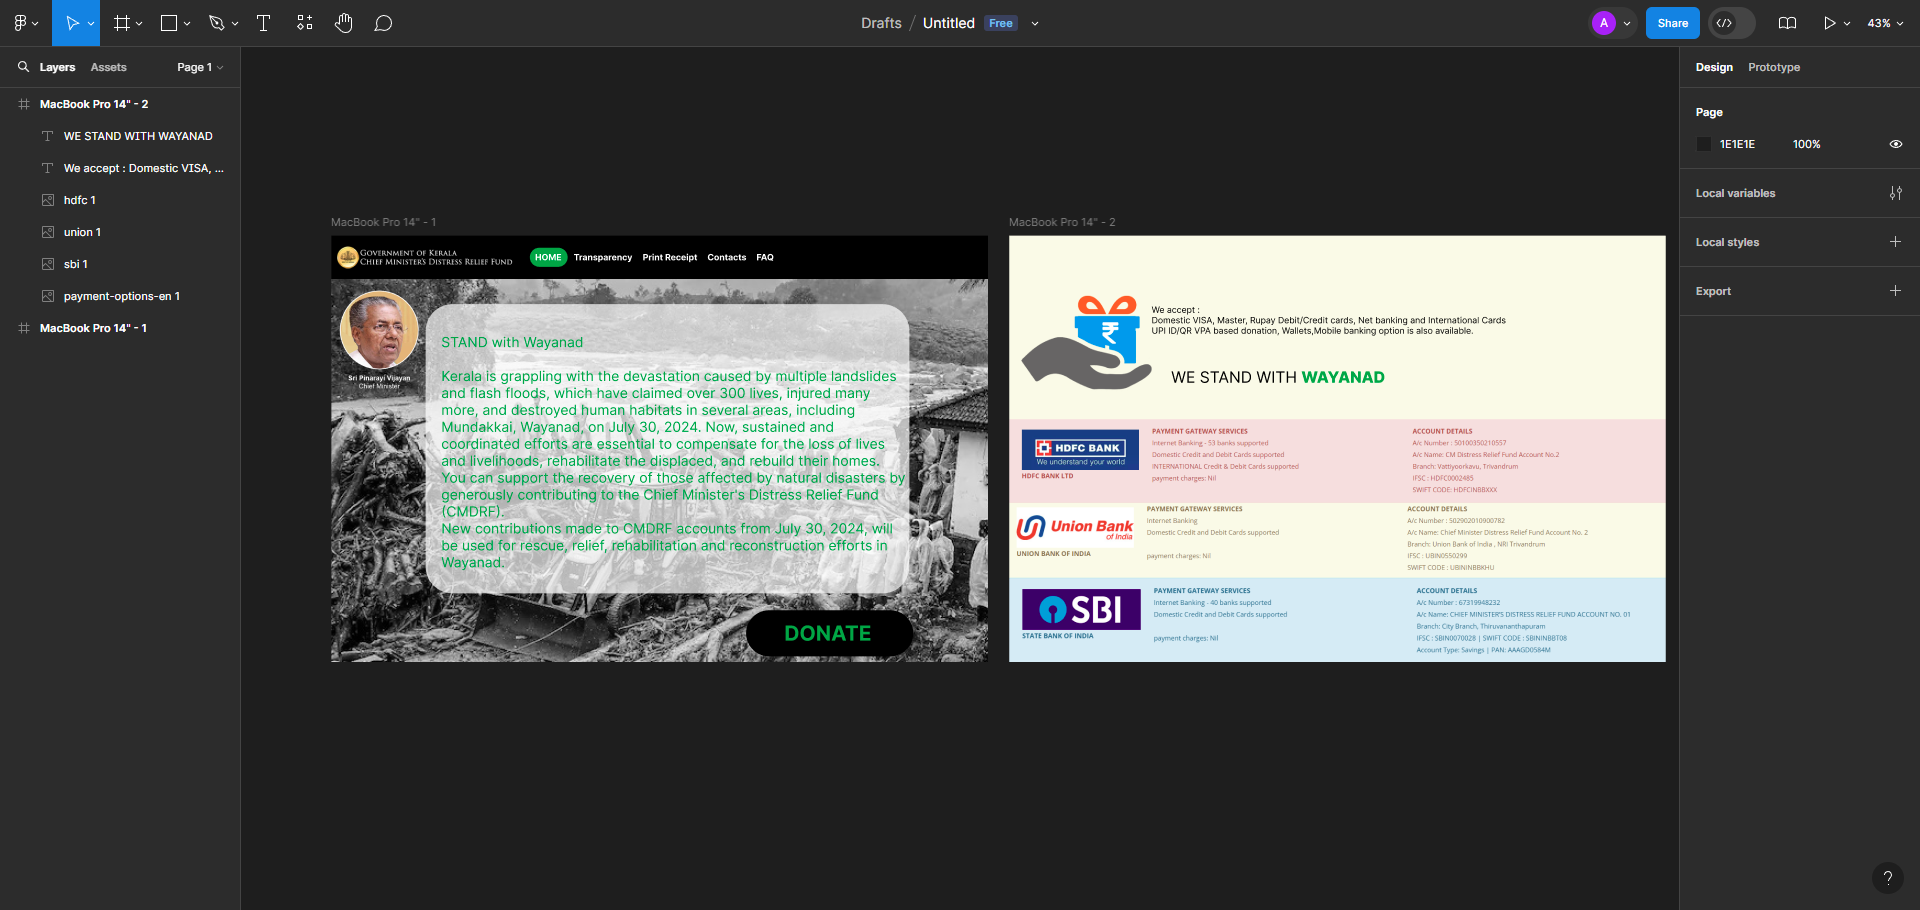 Drafts / Untitled Free
A
Share
43%
Layers Assets Page 1
MacBook Pro 14" - 2
WE STAND WITH WAYANAD
We accept : Domestic VISA, ...
hdfc 1
union 1
sbi 1
payment-options-en 1
MacBook Pro 14" - 1
MacBook Pro 14" - 1
GOVERNMENT OF KERALA
CHIEF MINISTER'S DISTRESS RELIEF FUND
HOME Transparency Print Receipt Contacts FAQ
Sri Pinarayi Vijayan
Chief Minister
STAND with Wayanad
Kerala is grappling with the devastation caused by multiple landslides
and flash floods, which have claimed over 300 lives, injured many
more, and destroyed human habitats in several areas, including
Mundakkai, Wayanad, on July 30, 2024. Now, sustained and
coordinated efforts are essential to compensate for the loss of lives
and livelihoods, rehabilitate the displaced, and rebuild their homes.
You can support the recovery of those affected by natural disasters by
generously contributing to the Chief Minister's Distress Relief Fund
(CMDRF).
New contributions made to CMDRF accounts from July 30, 2024, will
be used for rescue, relief, rehabilitation and reconstruction efforts in
Wayanad.
DONATE
MacBook Pro 14" - 2
₹
We accept :
Domestic VISA, Master, Rupay Debit/Credit cards, Net banking and International Cards
UPI ID/QR VPA based donation, Wallets,Mobile banking option is also available.
WE STAND WITH WAYANAD
HDFC BANK
We understand your world
HDFC BANK LTD
PAYMENT GATEWAY SERVICES
Internet Banking - 53 banks supported
Domestic Credit and Debit Cards supported
INTERNATIONAL Credit & Debit Cards supported
payment charges: Nil
ACCOUNT DETAILS
A/c Number : 50100350210557
A/c Name: CM Distress Relief Fund Account No.2
Branch: Vattiyoorkavu, Trivandrum
IFSC : HDFC0002485
SWIFT CODE: HDFCINBBXXX
Union Bank
of India
UNION BANK OF INDIA
PAYMENT GATEWAY SERVICES
Internet Banking
Domestic Credit and Debit Cards supported
payment charges: Nil
ACCOUNT DETAILS
A/c Number : 502902010900782
A/c Name: Chief Minister Distress Relief Fund Account No. 2
Branch: Union Bank of India , NRI Trivandrum
IFSC : UBIN0550299
SWIFT CODE : UBININBBKHU
SBI
STATE BANK OF INDIA
PAYMENT GATEWAY SERVICES
Internet Banking - 40 banks supported
Domestic Credit and Debit Cards supported
payment charges: Nil
ACCOUNT DETAILS
A/c Number : 67319948232
A/c Name: CHIEF MINISTER'S DISTRESS RELIEF FUND ACCOUNT NO. 01
Branch: City Branch, Thiruvananthapuram
IFSC : SBIN0070028 | SWIFT CODE : SBININBBT08
Account Type: Savings | PAN: AAAGD0584M
Design Prototype
Page
1E1E1E 100%
Local variables
Local styles
Export
?